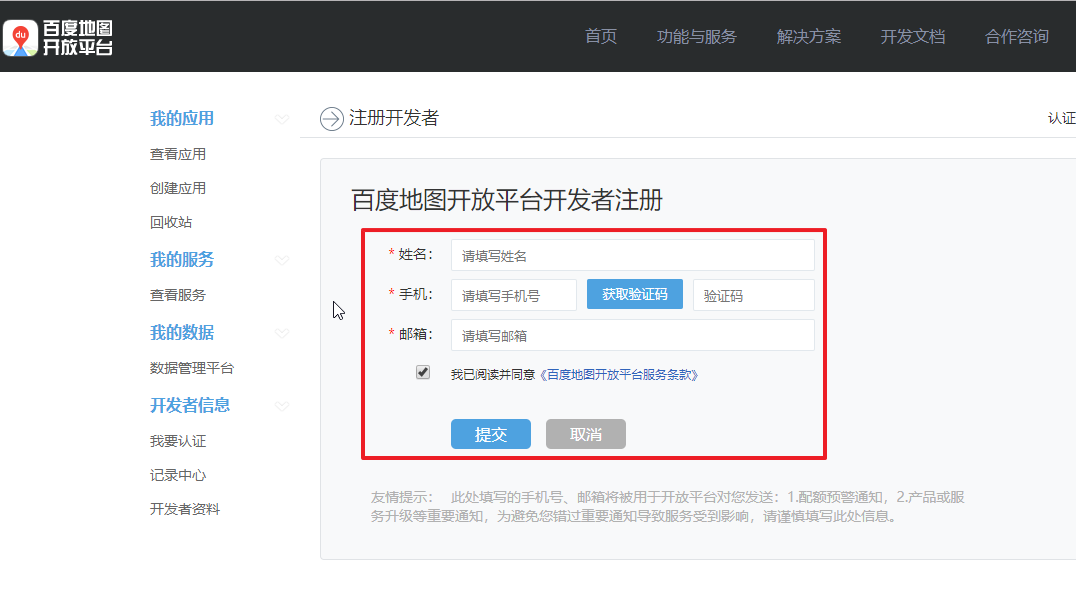 du
百度地图
开放平台
首页 功能与服务 解决方案 开发文档 合作咨询
我的应用
查看应用
创建应用
回收站
我的服务
查看服务
我的数据
数据管理平台
开发者信息
我要认证
记录中心
开发者资料
注册开发者
认证
百度地图开放平台开发者注册
* 姓名： 请填写姓名
* 手机： 请填写手机号 获取验证码 验证码
* 邮箱： 请填写邮箱
我已阅读并同意《百度地图开放平台服务条款》
提交 取消
友情提示： 此处填写的手机号、邮箱将被用于开放平台对您发送：1.配额预警通知，2.产品或服
务升级等重要通知，为避免您错过重要通知导致服务受到影响，请谨慎填写此处信息。